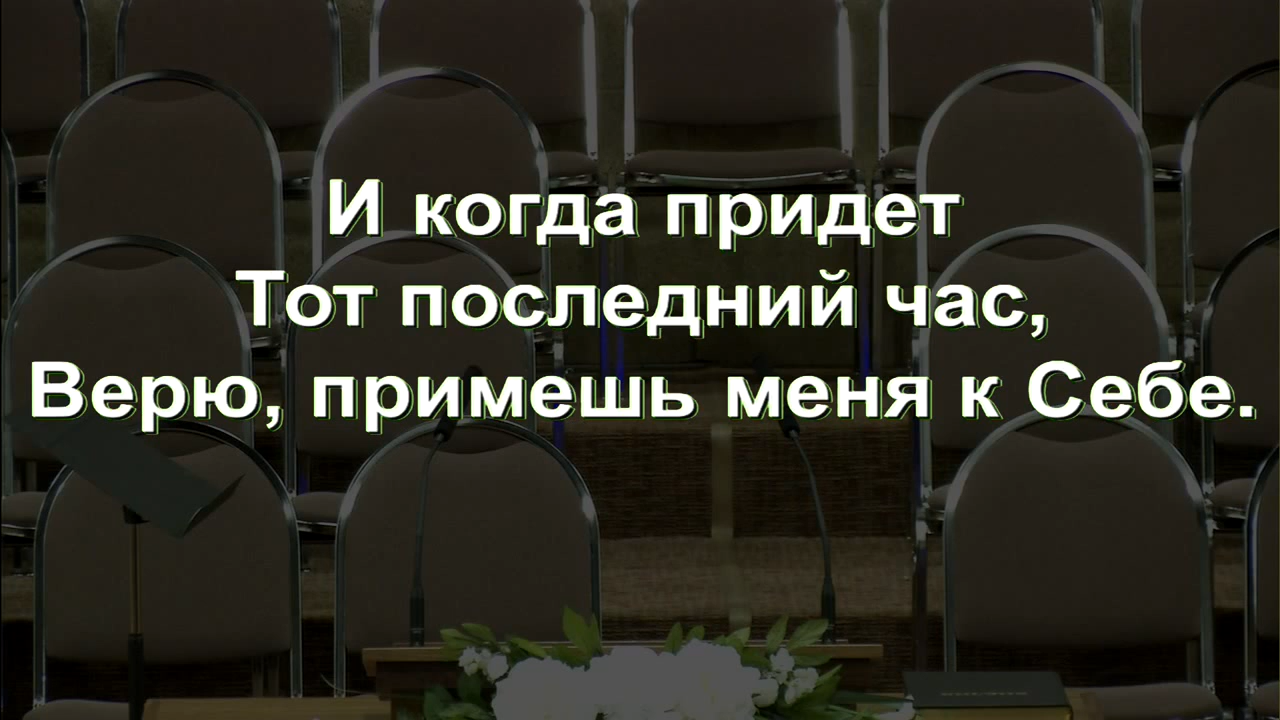 И когда придет
Тот последний час,
Верю, примешь меня к Себе.